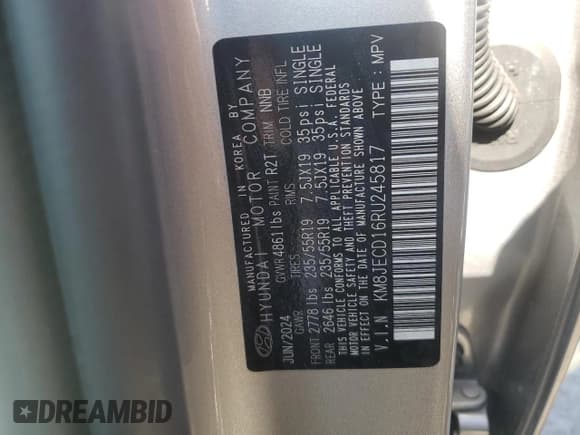 MANUFACTURED IN KOREA BY
HYUNDAI MOTOR COMPANY
JUN/2024 GVWR 4861 lbs PAINT R2T TRIM NNB
GAWR TIRES RIMS COLD TIRE INFL
FRONT 2778 lbs 235/55R19 7.5JX19 35psi SINGLE
REAR 2646 lbs 235/55R19 7.5JX19 35psi SINGLE
THIS VEHICLE CONFORMS TO ALL APPLICABLE U.S.A. FEDERAL
MOTOR VEHICLE SAFETY AND THEFT PREVENTION STANDARDS
IN EFFECT ON THE DATE OF MANUFACTURE SHOWN ABOVE
V.I.N KM8JECD16RU245817 TYPE : MPV
DREAMBID